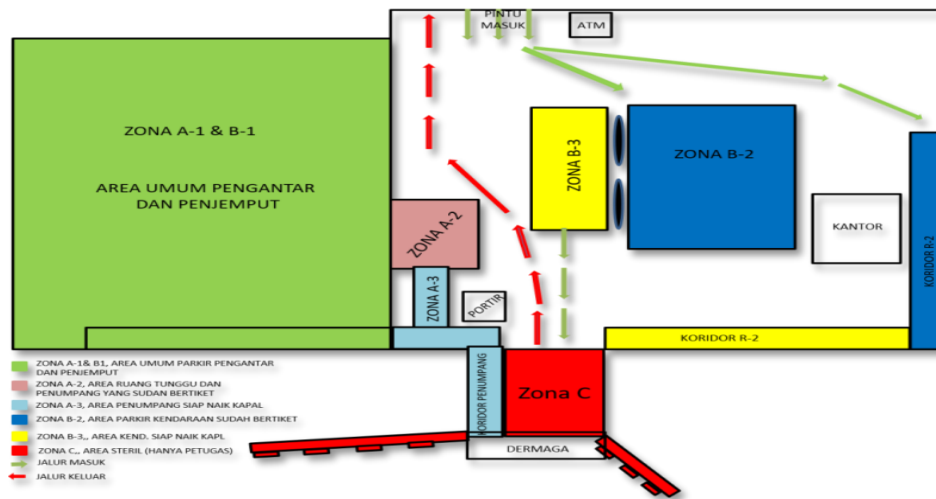 PINTU
MASUK
ATM
ZONA A-1 & B-1
AREA UMUM PENGANTAR
DAN PENJEMPUT
ZONA B-3
ZONA B-2
KANTOR
KORIDOR R-2
ZONA A-2
ZONA A-3
PORTIR
KORIDOR R-2
KORIDOR PENUMPANG
Zona C
DERMAGA
ZONA A-1& B1, AREA UMUM PARKIR PENGANTAR
DAN PENJEMPUT
ZONA A-2, AREA RUANG TUNGGU DAN
PENUMPANG YANG SUDAN BERTIKET
ZONA A-3, AREA PENUMPANG SIAP NAIK KAPAL
ZONA B-2, AREA PARKIR KENDARAAN SUDAH BERTIKET
ZONA B-3,, AREA KEND. SIAP NAIK KAPL
ZONA C,, AREA STERIL (HANYA PETUGAS)
JALUR MASUK
JALUR KELUAR